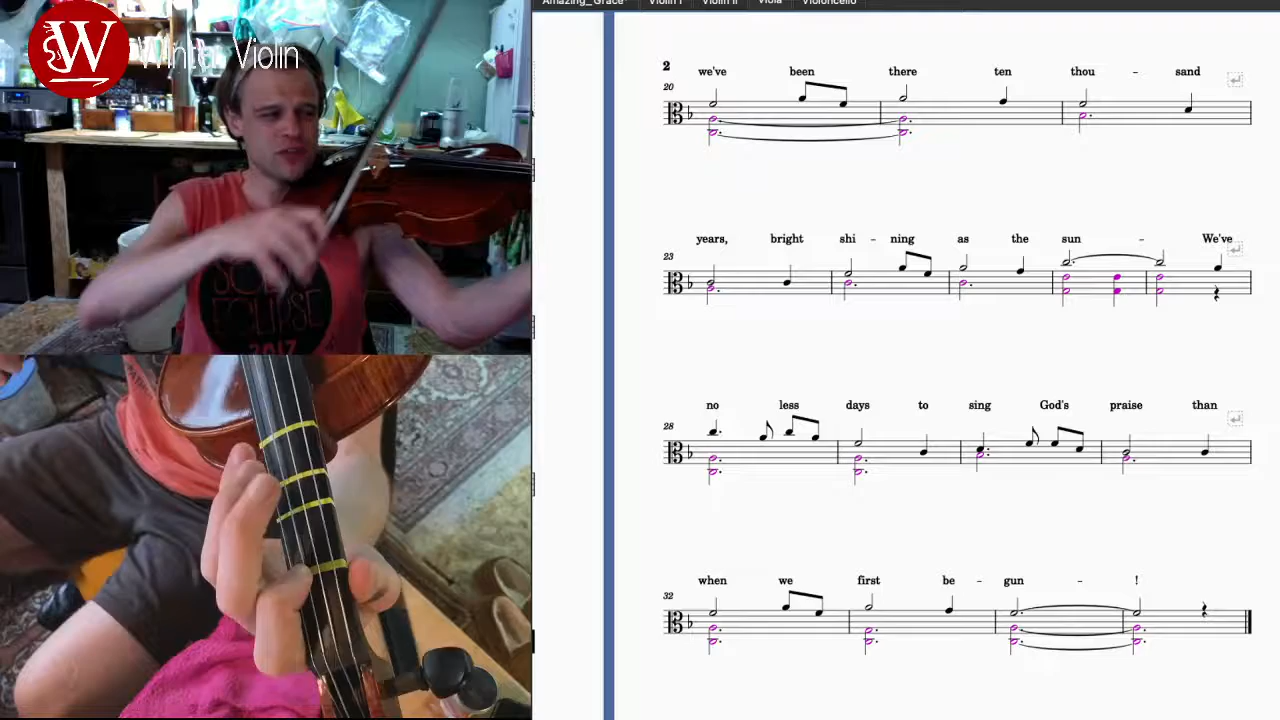 Amazing_Grace*
Violin I
Violin II
Viola
Violoncello
W
Winter Violin
SOLAR
ECLIPSE
2017
2
we've been there ten thou - sand
20
years, bright shi - ning as the sun - We've
23
no less days to sing God's praise than
28
when we first be - gun - !
32